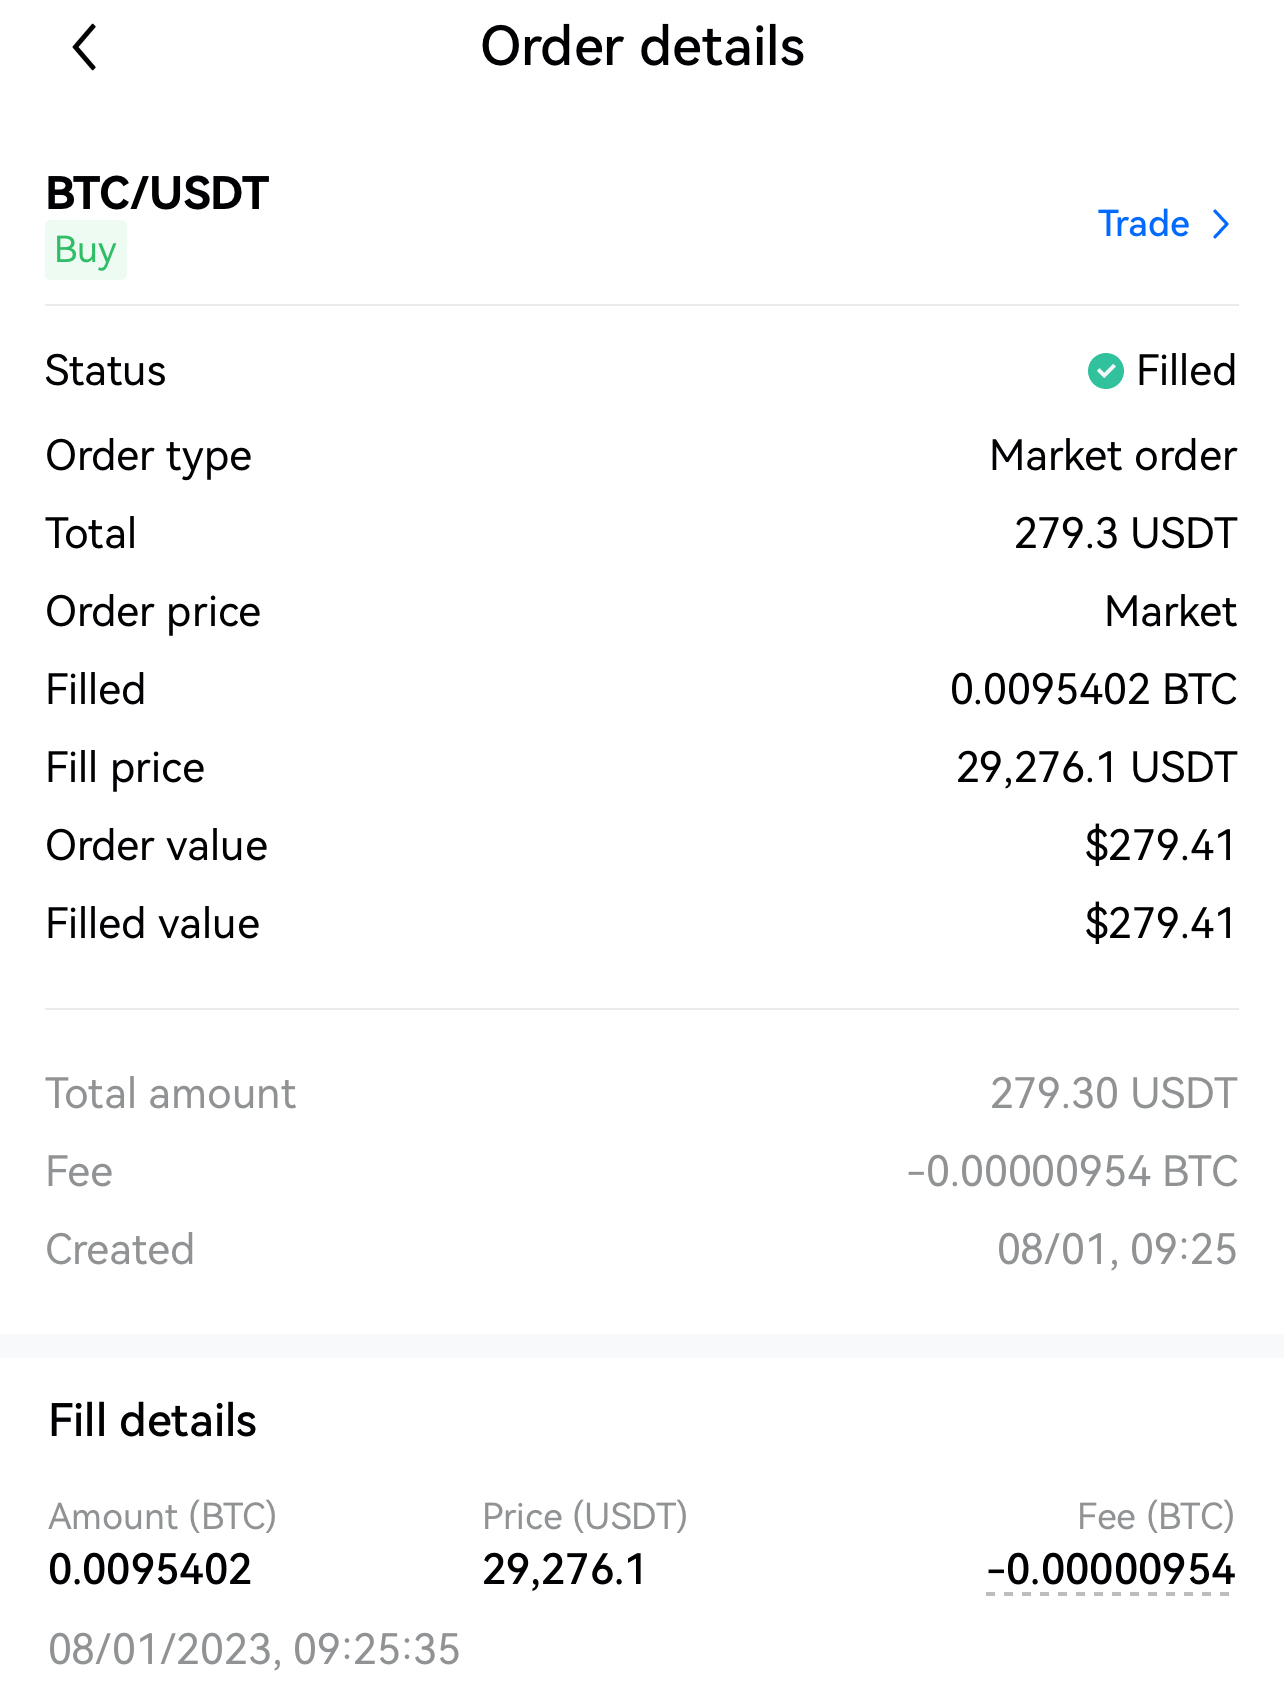 Order details
BTC/USDT
Buy
Trade
Status Filled
Order type Market order
Total 279.3 USDT
Order price Market
Filled 0.0095402 BTC
Fill price 29,276.1 USDT
Order value $279.41
Filled value $279.41
Total amount 279.30 USDT
Fee -0.00000954 BTC
Created 08/01, 09:25
Fill details
Amount (BTC) Price (USDT) Fee (BTC)
0.0095402 29,276.1 -0.00000954
08/01/2023, 09:25:35